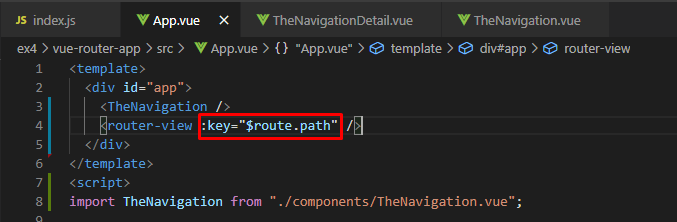 JS index.js App.vue × TheNavigationDetail.vue TheNavigation.vue
ex4 > vue-router-app > src > App.vue > {} "App.vue" > template > div#app > router-view
1 <template>
2 <div id="app">
3 <TheNavigation />
4 <router-view :key="$route.path" />
5 </div>
6 </template>
7 <script>
8 import TheNavigation from "./components/TheNavigation.vue";